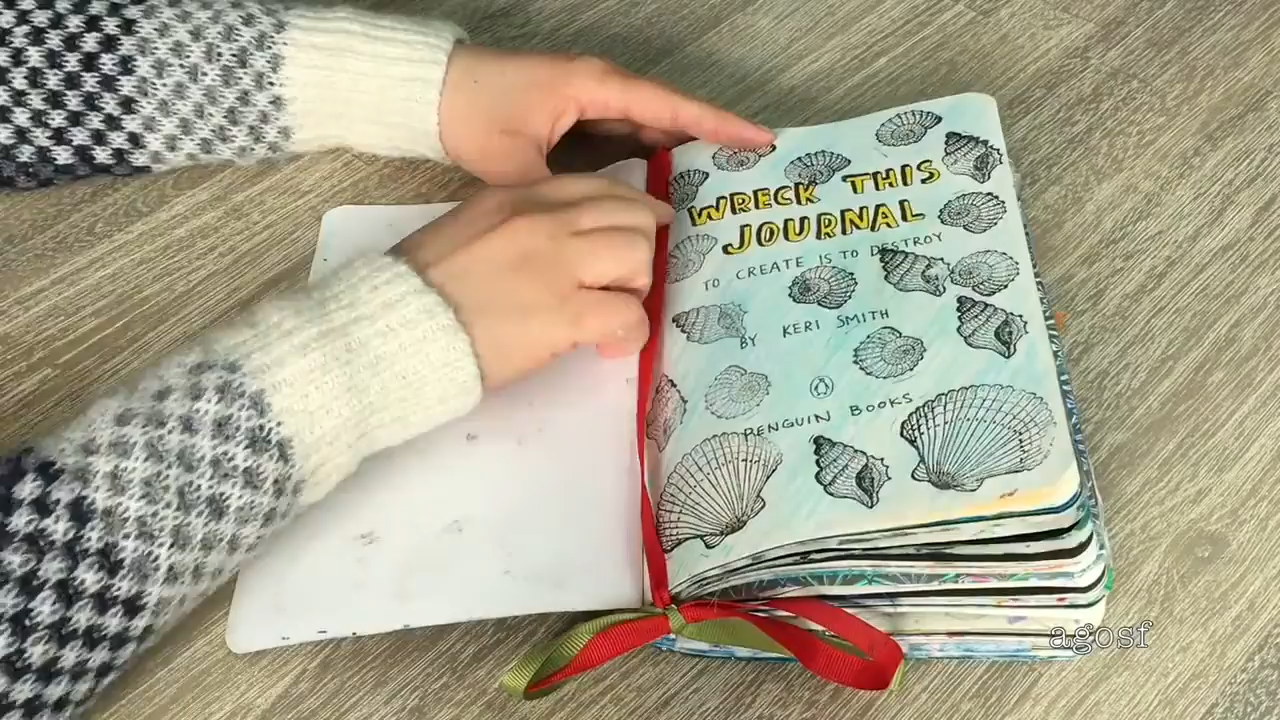 WRECK THIS
JOURNAL
TO CREATE IS TO DESTROY
BY KERI SMITH
PENGUIN BOOKS
agosf